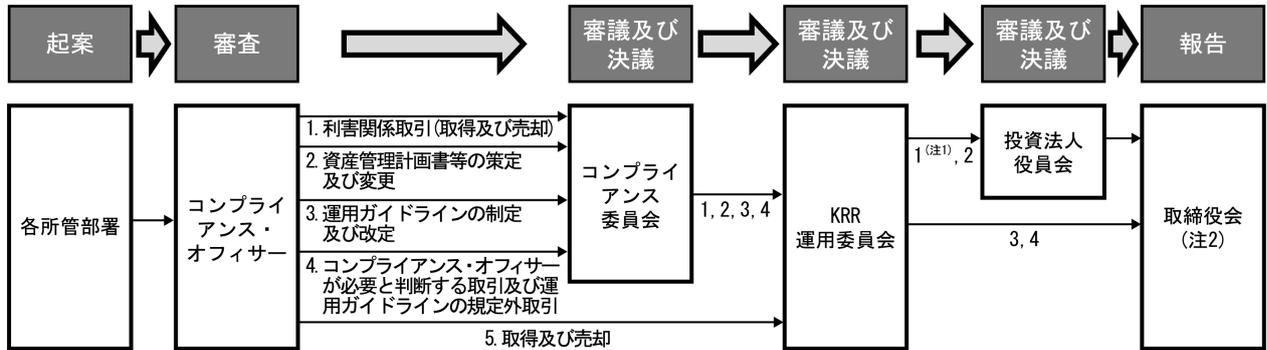 起案
審査
審議及び
決議
審議及び
決議
審議及び
決議
報告
各所管部署
コンプライ
アンス・
オフィサー
1. 利害関係取引(取得及び売却)
2. 資産管理計画書等の策定
及び変更
3. 運用ガイドラインの制定
及び改定
4. コンプライアンス・オフィサー
が必要と判断する取引及び運
用ガイドラインの規定外取引
5. 取得及び売却
コンプライ
アンス
委員会
1, 2, 3, 4
KRR
運用委員会
1(注1), 2
3, 4
投資法人
役員会
取締役会
(注2)